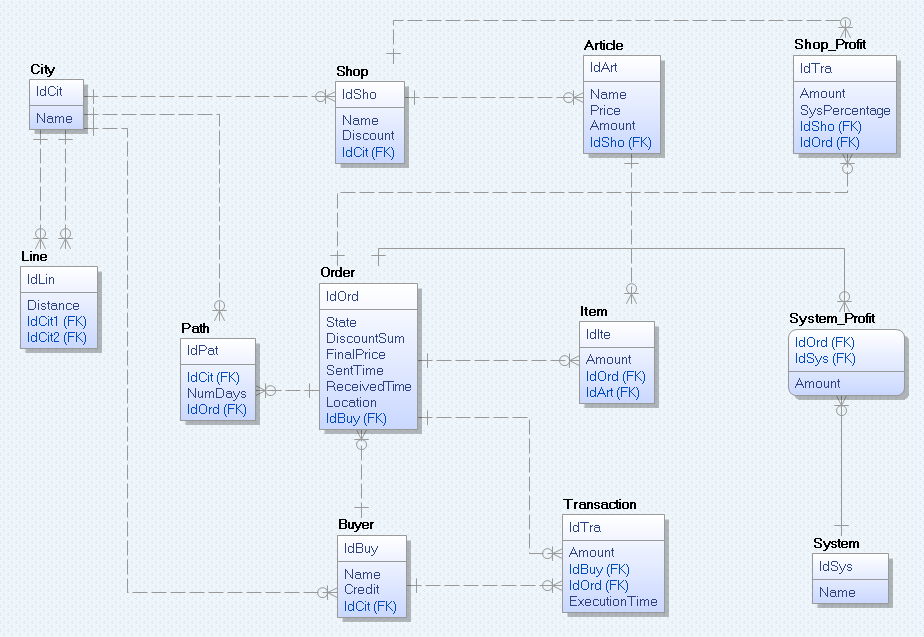 City
IdCit
Name
Shop
IdSho
Name
Discount
IdCit (FK)
Article
IdArt
Name
Price
Amount
IdSho (FK)
Shop_Profit
IdTra
Amount
SysPercentage
IdSho (FK)
IdOrd (FK)
Line
IdLin
Distance
IdCit1 (FK)
IdCit2 (FK)
Path
IdPat
IdCit (FK)
NumDays
IdOrd (FK)
Order
IdOrd
State
DiscountSum
FinalPrice
SentTime
ReceivedTime
Location
IdBuy (FK)
Item
IdIte
Amount
IdOrd (FK)
IdArt (FK)
System_Profit
IdOrd (FK)
IdSys (FK)
Amount
Buyer
IdBuy
Name
Credit
IdCit (FK)
Transaction
IdTra
Amount
IdBuy (FK)
IdOrd (FK)
ExecutionTime
System
IdSys
Name